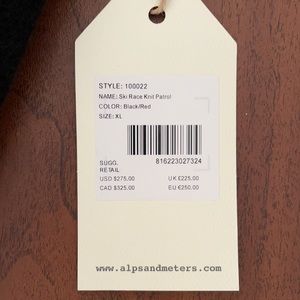 STYLE: 100022
NAME: Ski Race Knit Patrol
COLOR: Black/Red
SIZE: XL
816223027324
SUGG.
RETAIL
USD $275.00 UK £225.00
CAD $325.00 EU €250.00
www.alpsandmeters.com